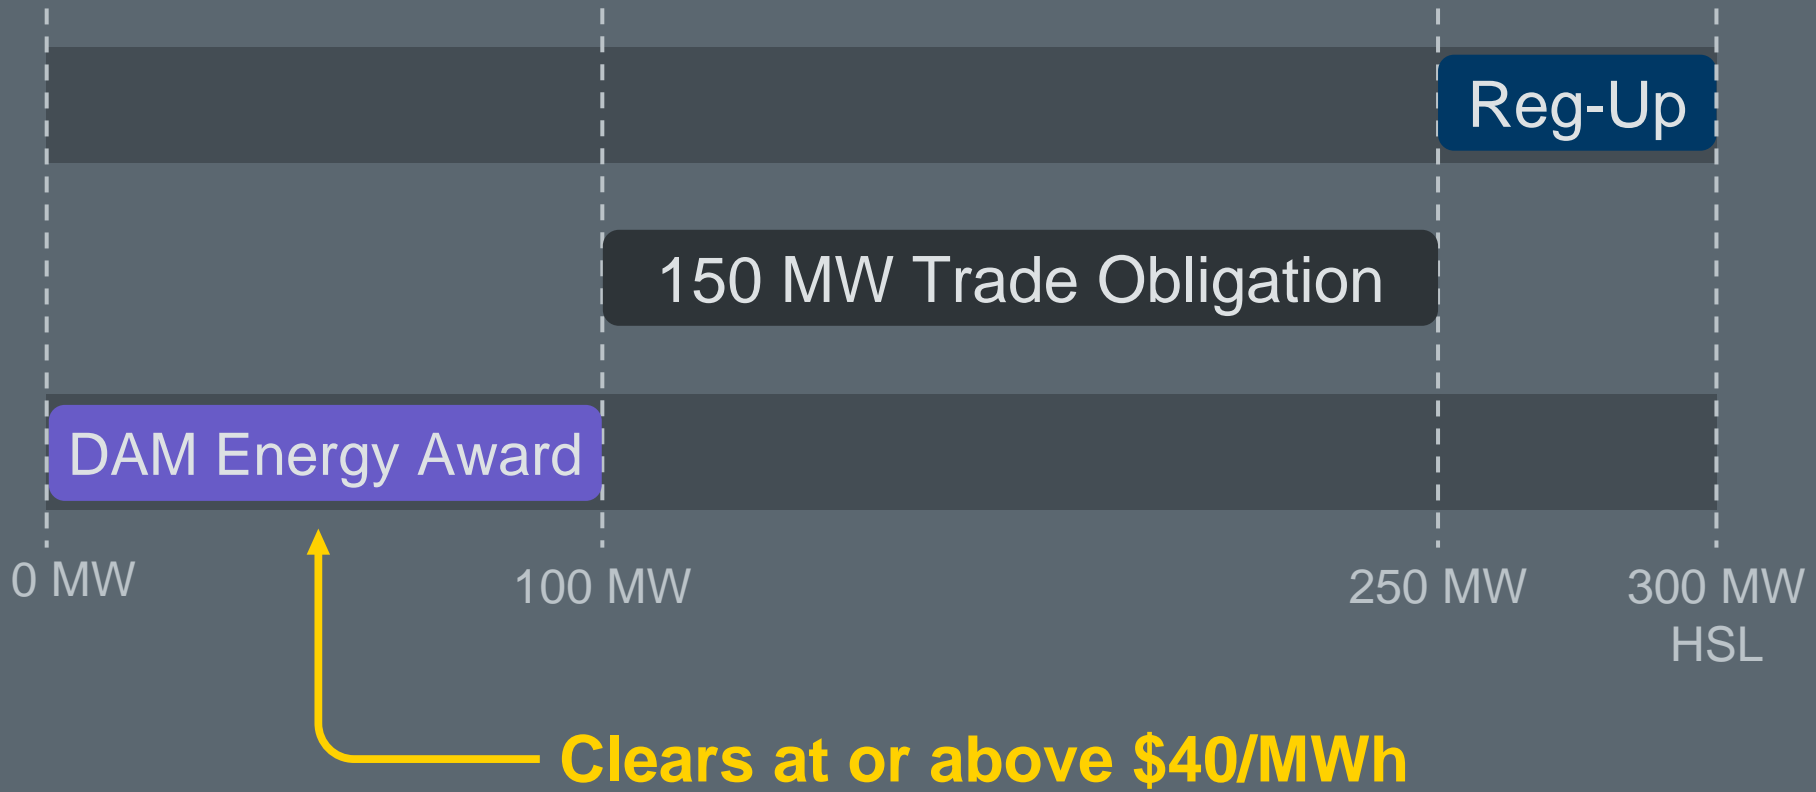 Reg-Up
150 MW Trade Obligation
DAM Energy Award
0 MW
100 MW
250 MW
300 MW
HSL
Clears at or above $40/MWh